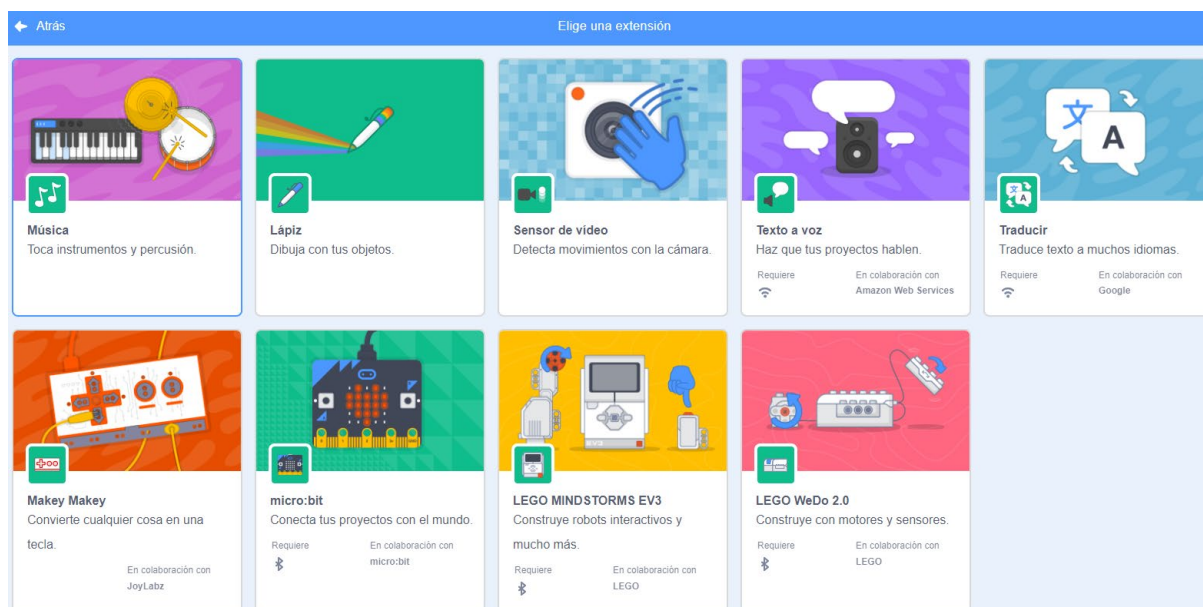 Atrás
Elige una extensión
Música
Toca instrumentos y percusión.
Lápiz
Dibuja con tus objetos.
Sensor de vídeo
Detecta movimientos con la cámara.
Texto a voz
Haz que tus proyectos hablen.
Requiere
En colaboración con
Amazon Web Services
文 A
Traducir
Traduce texto a muchos idiomas.
Requiere
En colaboración con
Google
Makey Makey
Convierte cualquier cosa en una
tecla.
En colaboración con
JoyLabz
micro:bit
Conecta tus proyectos con el mundo.
Requiere
En colaboración con
micro:bit
EV3
LEGO MINDSTORMS EV3
Construye robots interactivos y
mucho más.
Requiere
En colaboración con
LEGO
LEGO WeDo 2.0
Construye con motores y sensores.
Requiere
En colaboración con
LEGO